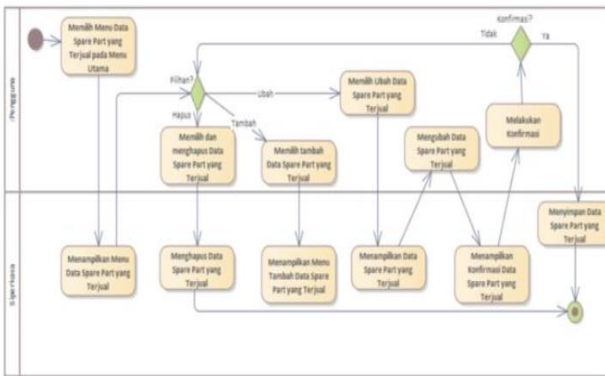 Konfirmasi?
Memilih Menu Data
Spare Part yang
Terjual pada Menu
Utama
Tidak
Ya
Pilihan?
Ubah
Memilih Ubah Data
Spare Part yang
Terjual
Hapus
Tambah
Melakukan
Konfirmasi
Memilih dan
menghapus Data
Spare Part yang
Terjual
Memilih tambah
Data Spare Part yang
Terjual
Mengubah Data
Spare Part yang
Terjual
Pengguna
Menampilkan Menu
Data Spare Part yang
Terjual
Menghapus Data
Spare Part yang
Terjual
Menampilkan Menu
Tambah Data Spare
Part yang Terjual
Menampilkan Data
Spare Part yang
Terjual
Menampilkan
Konfirmasi Data
Spare Part yang
Terjual
Menyimpan Data
Spare Part yang
Terjual